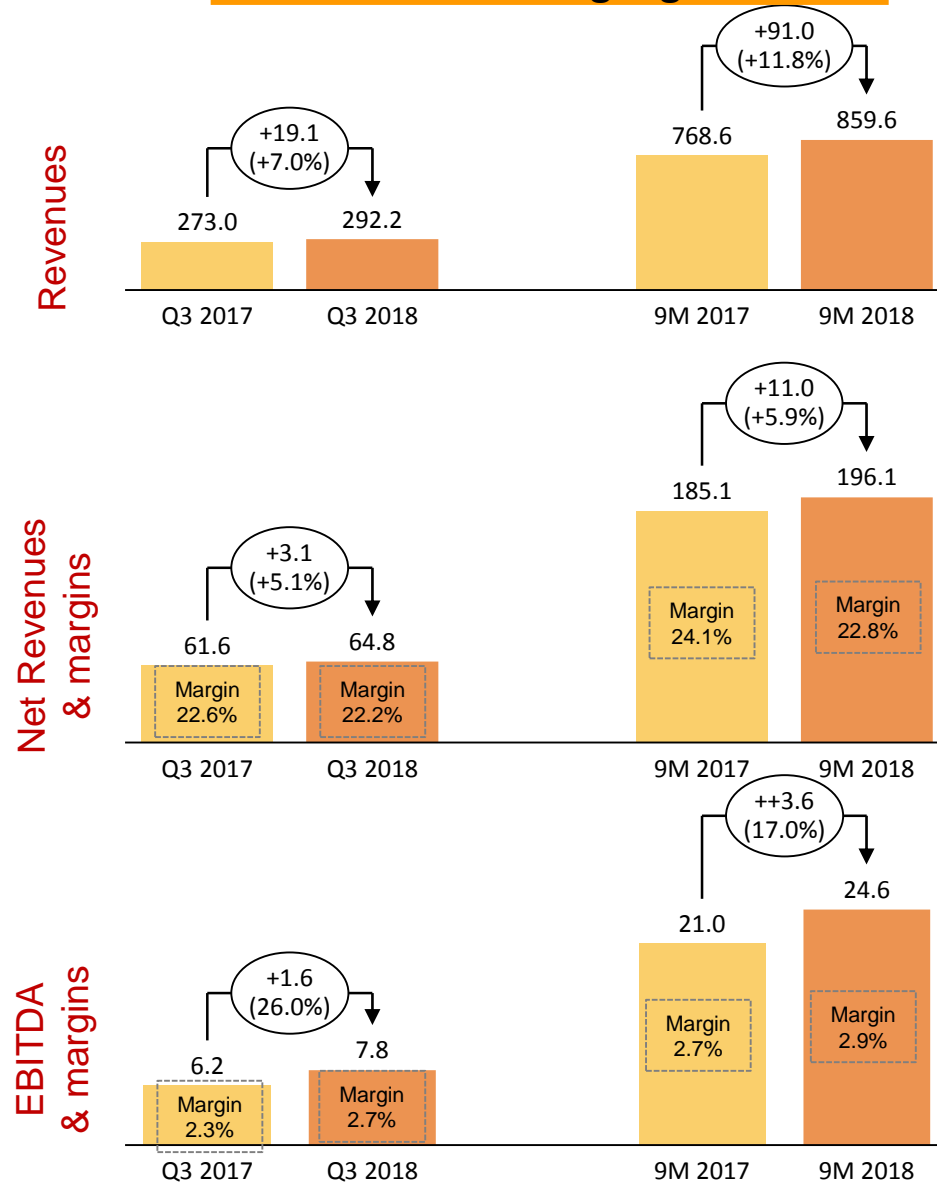 Revenues
+19.1
(+7.0%)
273.0
292.2
Q3 2017
Q3 2018
+91.0
(+11.8%)
768.6
859.6
9M 2017
9M 2018
Net Revenues
& margins
+3.1
(+5.1%)
61.6
64.8
Margin
22.6%
Margin
22.2%
Q3 2017
Q3 2018
+11.0
(+5.9%)
185.1
196.1
Margin
24.1%
Margin
22.8%
9M 2017
9M 2018
EBITDA
& margins
+1.6
(26.0%)
6.2
7.8
Margin
2.3%
Margin
2.7%
Q3 2017
Q3 2018
++3.6
(17.0%)
21.0
24.6
Margin
2.7%
Margin
2.9%
9M 2017
9M 2018